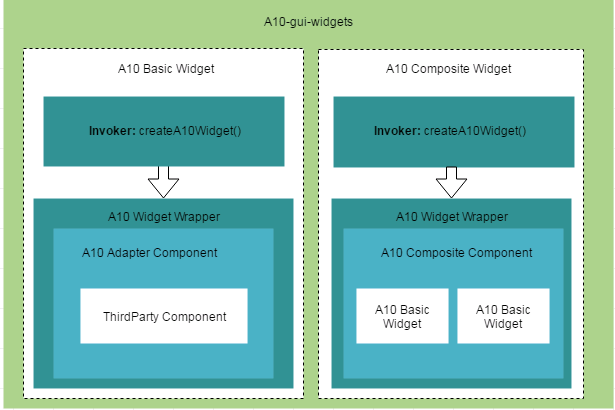 A10-gui-widgets
A10 Basic Widget
Invoker: createA10Widget()
A10 Widget Wrapper
A10 Adapter Component
ThirdParty Component
A10 Composite Widget
Invoker: createA10Widget()
A10 Widget Wrapper
A10 Composite Component
A10 Basic
Widget
A10 Basic
Widget